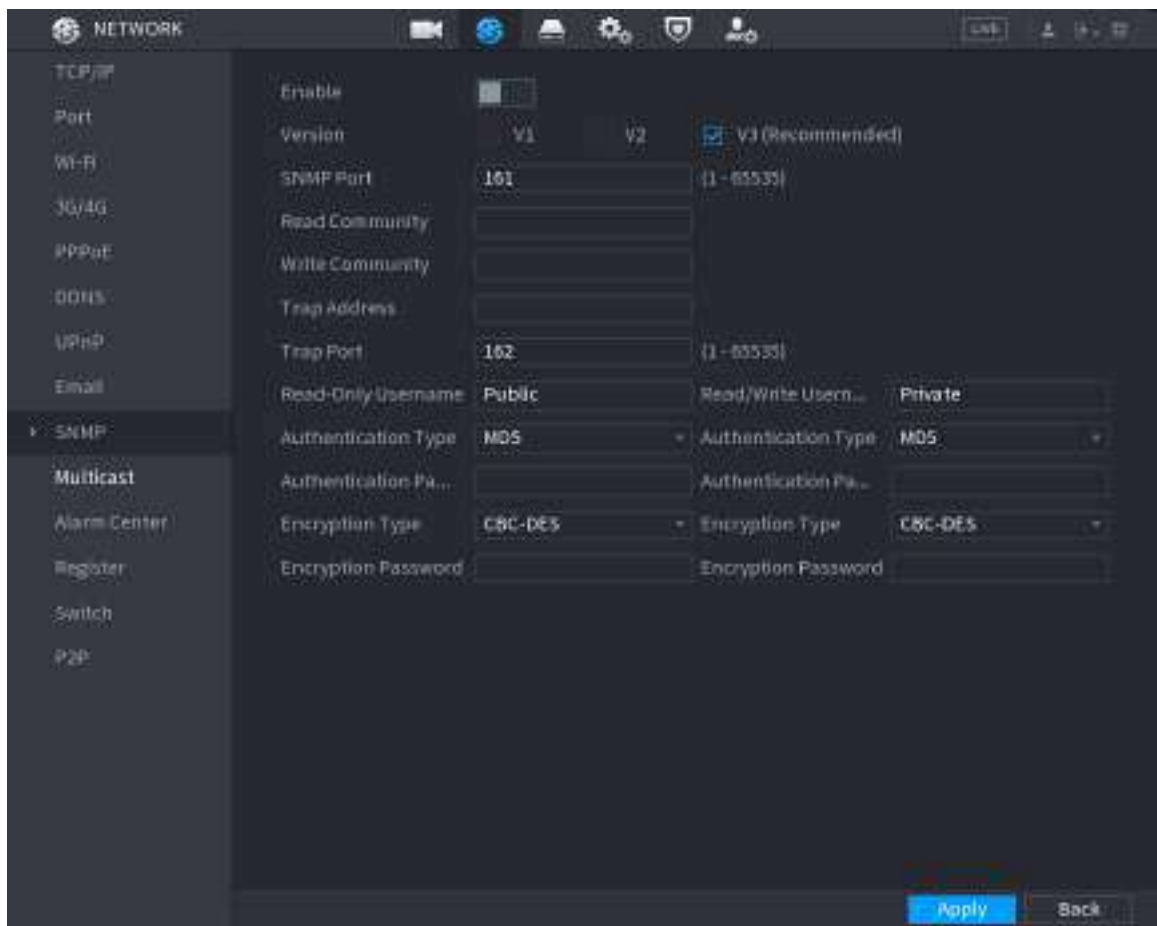 NETWORK
LIVE
TCP/IP
Port
Wi-Fi
3G/4G
PPPoE
DDNS
UPnP
Email
SNMP
Multicast
Alarm Center
Register
Switch
P2P
Enable
Version V1 V2 V3 (Recommended)
SNMP Port 161 (1 - 65535)
Read Community
Write Community
Trap Address
Trap Port 162 (1 - 65535)
Read-Only Username Public Read/Write Usern... Private
Authentication Type MD5 Authentication Type MD5
Authentication Pa... Authentication Pa...
Encryption Type CBC-DES Encryption Type CBC-DES
Encryption Password Encryption Password
Apply Back